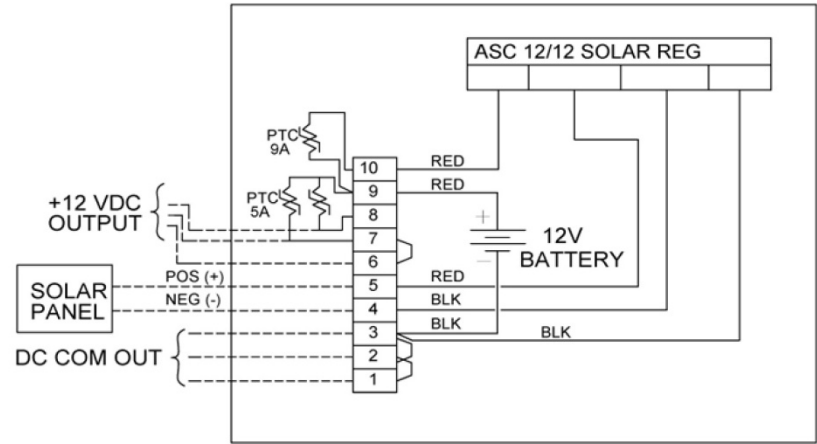 ASC 12/12 SOLAR REG
PTC
9A
10
RED
9
RED
PTC
5A
8
+12 VDC
OUTPUT
7
+
12V
BATTERY
-
6
POS (+)
5
RED
SOLAR
PANEL
NEG (-)
4
BLK
3
BLK
BLK
DC COM OUT
2
1